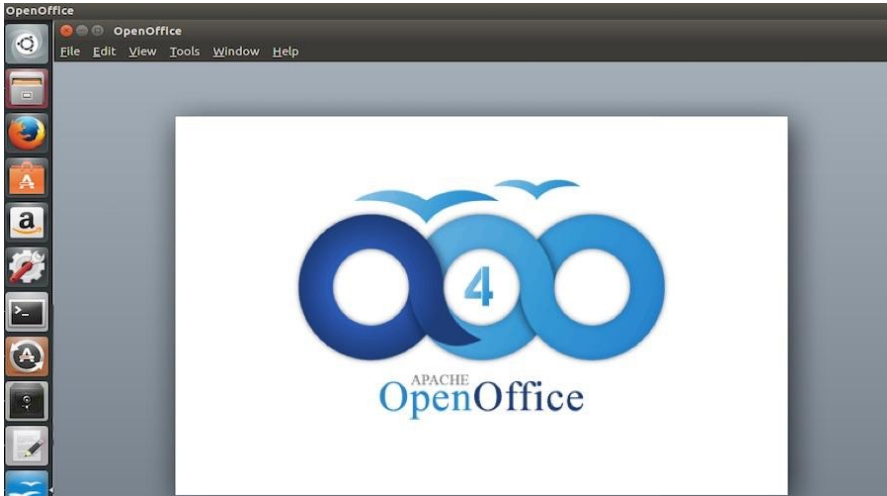 OpenOffice
OpenOffice
File Edit View Tools Window Help
a
>_
A
4
APACHE
OpenOffice